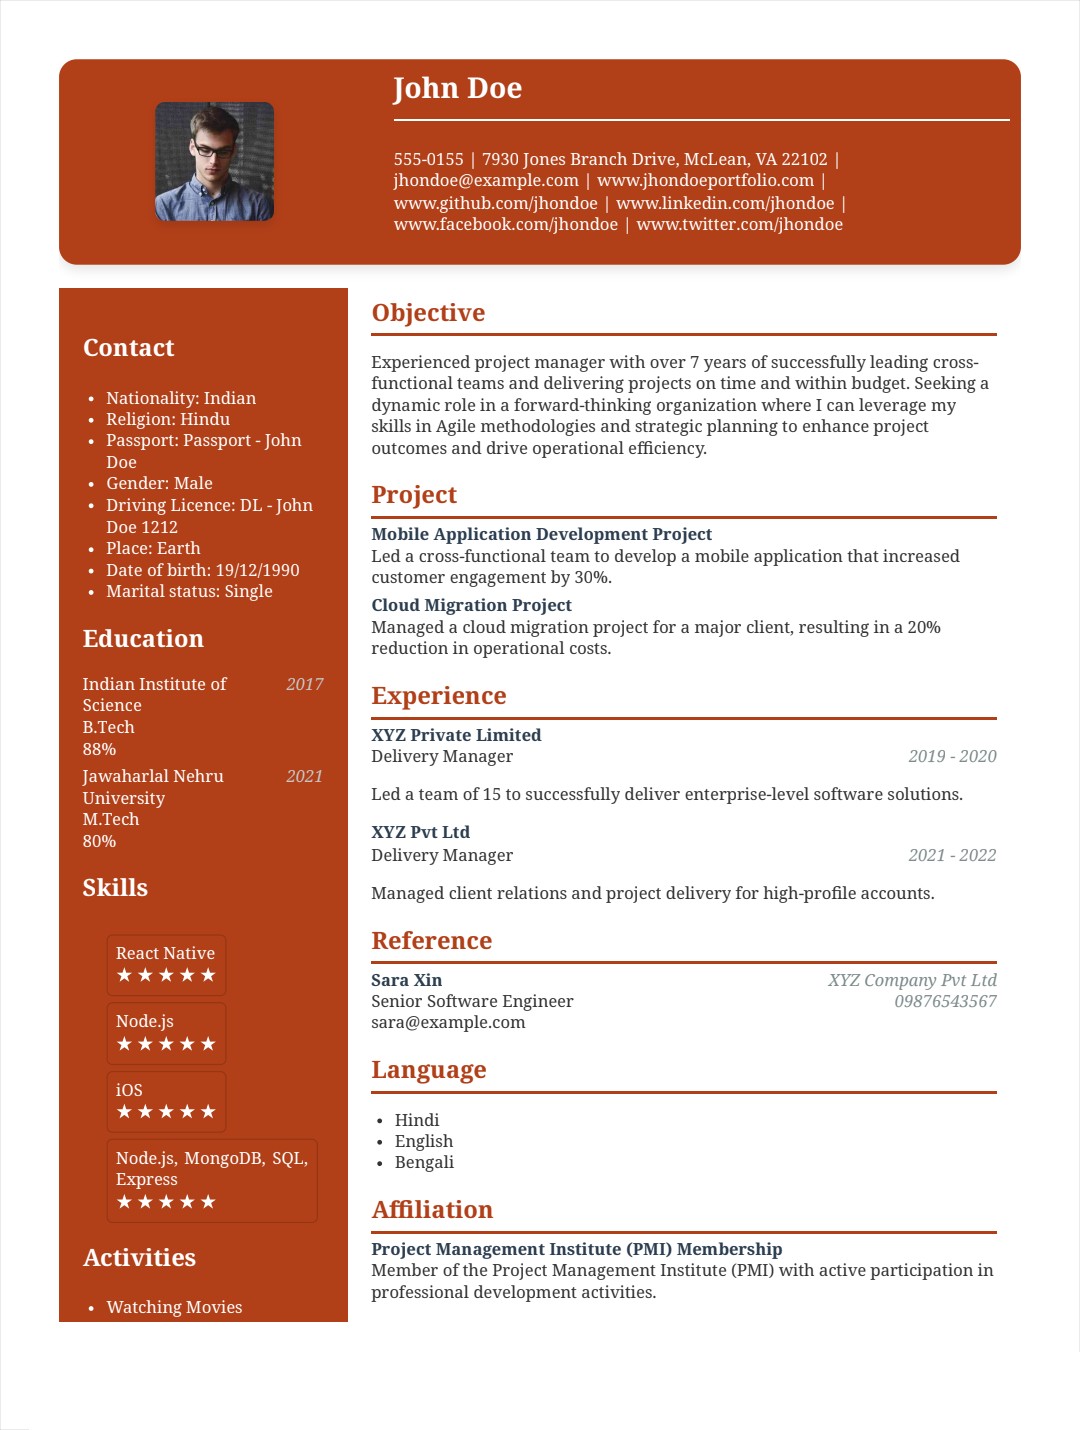 John Doe
555-0155 | 7930 Jones Branch Drive, McLean, VA 22102 |
jhondoe@example.com | www.jhondoeportfolio.com |
www.github.com/jhondoe | www.linkedin.com/jhondoe |
www.facebook.com/jhondoe | www.twitter.com/jhondoe
Contact
• Nationality: Indian
• Religion: Hindu
• Passport: Passport - John
Doe
• Gender: Male
• Driving Licence: DL - John
Doe 1212
• Place: Earth
• Date of birth: 19/12/1990
• Marital status: Single
Education
Indian Institute of 2017
Science
B.Tech
88%
Jawaharlal Nehru 2021
University
M.Tech
80%
Skills
React Native
★ ★ ★ ★ ★
Node.js
★ ★ ★ ★ ★
iOS
★ ★ ★ ★ ★
Node.js, MongoDB, SQL,
Express
★ ★ ★ ★ ★
Activities
• Watching Movies
Objective
Experienced project manager with over 7 years of successfully leading cross-
functional teams and delivering projects on time and within budget. Seeking a
dynamic role in a forward-thinking organization where I can leverage my
skills in Agile methodologies and strategic planning to enhance project
outcomes and drive operational efficiency.
Project
Mobile Application Development Project
Led a cross-functional team to develop a mobile application that increased
customer engagement by 30%.
Cloud Migration Project
Managed a cloud migration project for a major client, resulting in a 20%
reduction in operational costs.
Experience
XYZ Private Limited
Delivery Manager 2019 - 2020
Led a team of 15 to successfully deliver enterprise-level software solutions.
XYZ Pvt Ltd
Delivery Manager 2021 - 2022
Managed client relations and project delivery for high-profile accounts.
Reference
Sara Xin XYZ Company Pvt Ltd
Senior Software Engineer 09876543567
sara@example.com
Language
• Hindi
• English
• Bengali
Affiliation
Project Management Institute (PMI) Membership
Member of the Project Management Institute (PMI) with active participation in
professional development activities.